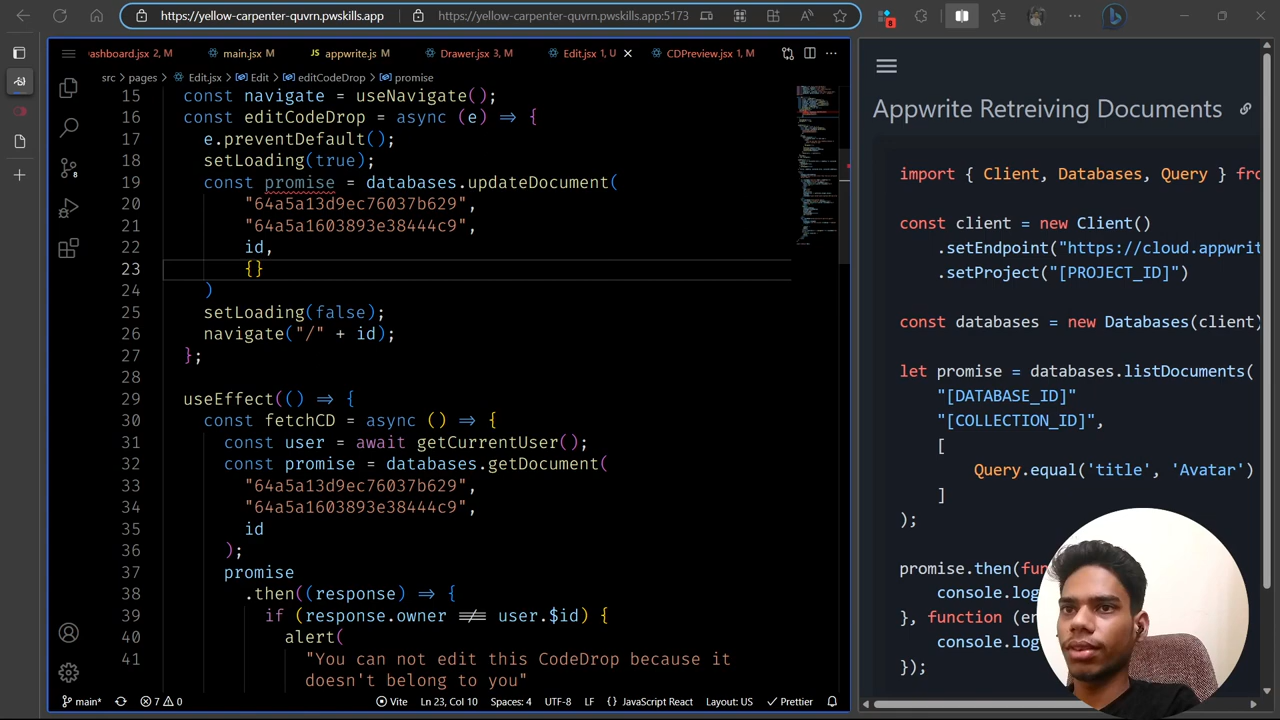 https://yellow-carpenter-quvrn.pwskills.app
https://yellow-carpenter-quvrn.pwskills.app:5173
8
ashboard.jsx 2, M
main.jsx M
JS appwrite.js M
Drawer.jsx 3, M
Edit.jsx 1, U
CDPreview.jsx 1, M
src > pages > Edit.jsx > Edit > editCodeDrop > promise
15 const navigate = useNavigate();
16 const editCodeDrop = async (e) => {
17 e.preventDefault();
18 setLoading(true);
19 const promise = databases.updateDocument(
20 "64a5a13d9ec76037b629",
21 "64a5a1603893e38444c9",
22 id,
23 {}
24 )
25 setLoading(false);
26 navigate("/" + id);
27 };
28
29 useEffect(() => {
30 const fetchCD = async () => {
31 const user = await getCurrentUser();
32 const promise = databases.getDocument(
33 "64a5a13d9ec76037b629",
34 "64a5a1603893e38444c9",
35 id
36 );
37 promise
38 .then((response) => {
39 if (response.owner !== user.$id) {
40 alert(
41 "You can not edit this CodeDrop because it
doesn't belong to you"
8
main*
7 0
Vite
Ln 23, Col 10
Spaces: 4
UTF-8
LF
{ } JavaScript React
Layout: US
Prettier
Appwrite Retreiving Documents
import { Client, Databases, Query } fro
const client = new Client()
.setEndpoint("https://cloud.appwrit
.setProject("[PROJECT_ID]")
const databases = new Databases(client)
let promise = databases.listDocuments(
"[DATABASE_ID]"
"[COLLECTION_ID]",
[
Query.equal('title', 'Avatar')
]
);
promise.then(fun
console.log
}, function (er
console.log
});